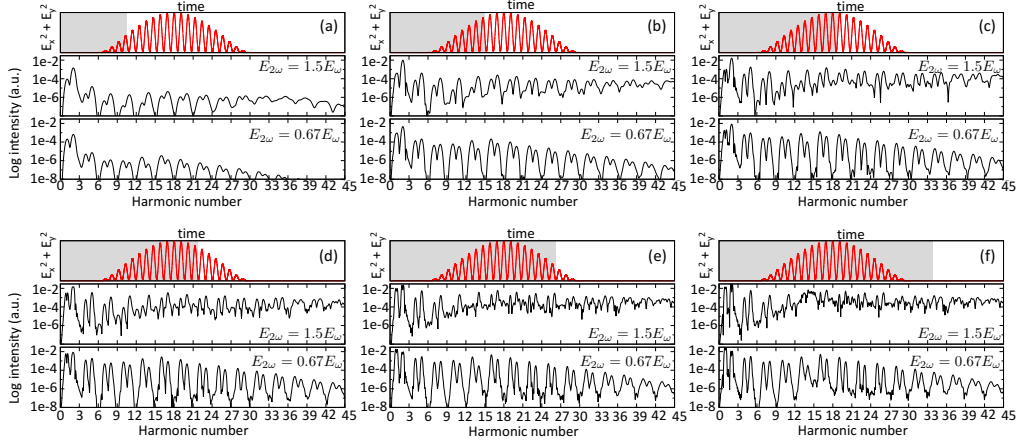 time time time
E_x^2 + E_y^2 (a) E_x^2 + E_y^2 (b) E_x^2 + E_y^2 (c)
1e-2 E_{2ω} = 1.5E_ω 1e-2 E_{2ω} = 1.5E_ω 1e-2 E_{2ω} = 1.5E_ω
1e-4 1e-4 1e-4
1e-6 1e-6 1e-6
Log intensity (a.u.)
1e-2 E_{2ω} = 0.67E_ω 1e-2 E_{2ω} = 0.67E_ω 1e-2 E_{2ω} = 0.67E_ω
1e-4 1e-4 1e-4
1e-6 1e-6 1e-6
1e-8 1e-8 1e-8
0 3 6 9 12 15 18 21 24 27 30 33 36 39 42 45 0 3 6 9 12 15 18 21 24 27 30 33 36 39 42 45 0 3 6 9 12 15 18 21 24 27 30 33 36 39 42 45
Harmonic number Harmonic number Harmonic number
time time time
E_x^2 + E_y^2 (d) E_x^2 + E_y^2 (e) E_x^2 + E_y^2 (f)
1e-2 1e-2 1e-2
1e-4 1e-4 1e-4
1e-6 E_{2ω} = 1.5E_ω 1e-6 E_{2ω} = 1.5E_ω 1e-6 E_{2ω} = 1.5E_ω
Log intensity (a.u.)
1e-2 E_{2ω} = 0.67E_ω 1e-2 E_{2ω} = 0.67E_ω 1e-2 E_{2ω} = 0.67E_ω
1e-4 1e-4 1e-4
1e-6 1e-6 1e-6
1e-8 1e-8 1e-8
0 3 6 9 12 15 18 21 24 27 30 33 36 39 42 45 0 3 6 9 12 15 18 21 24 27 30 33 36 39 42 45 0 3 6 9 12 15 18 21 24 27 30 33 36 39 42 45
Harmonic number Harmonic number Harmonic number